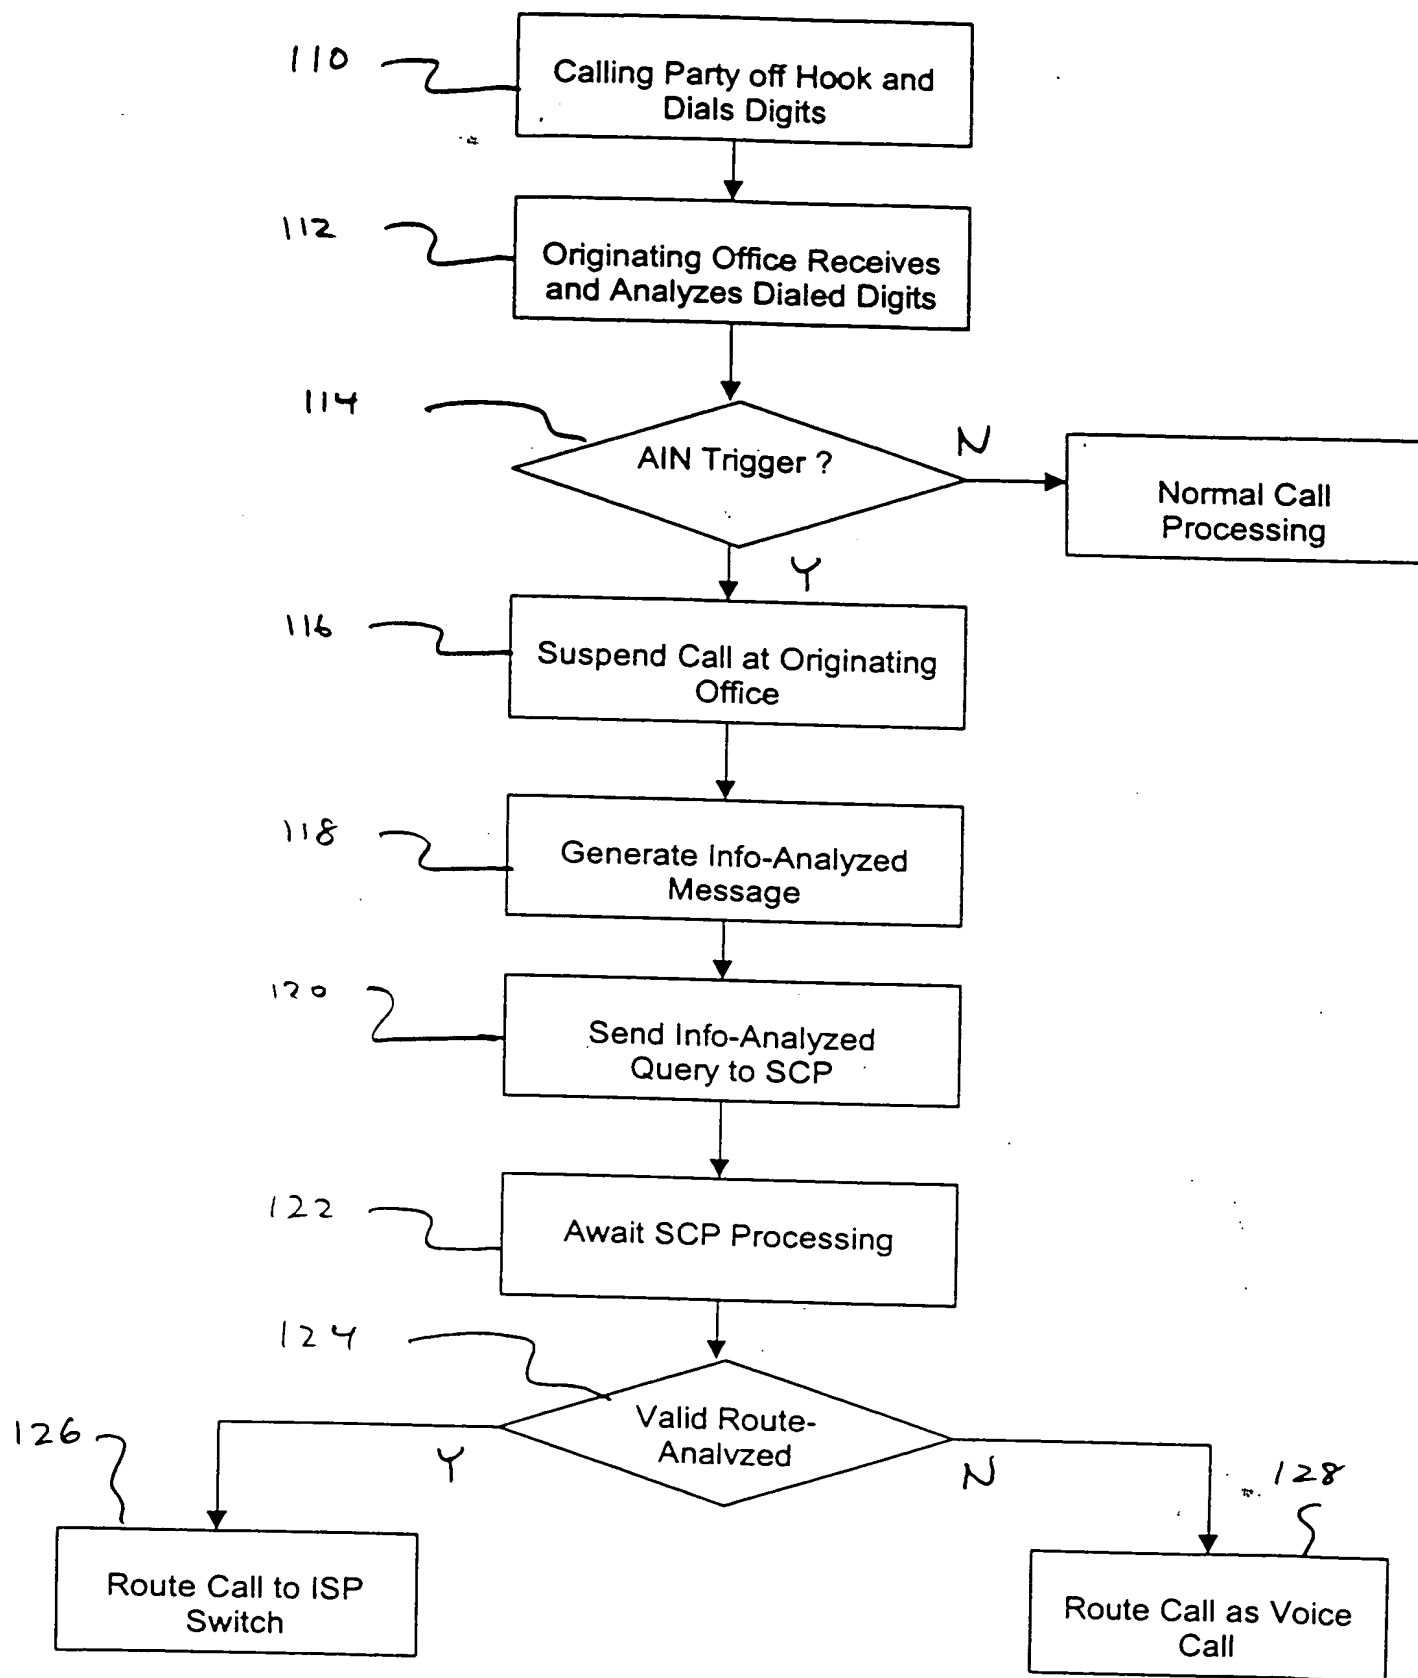 110
Calling Party off Hook and
Dials Digits
112
Originating Office Receives
and Analyzes Dialed Digits
114
AIN Trigger ?
N
Normal Call
Processing
Y
116
Suspend Call at Originating
Office
118
Generate Info-Analyzed
Message
120
Send Info-Analyzed
Query to SCP
122
Await SCP Processing
124
Valid Route-
Analyzed
126
Y
N
128
Route Call to ISP
Switch
Route Call as Voice
Call